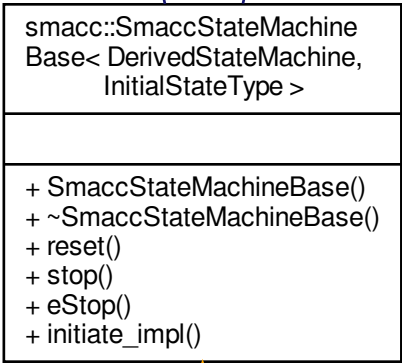 smacc::SmaccStateMachine
Base< DerivedStateMachine,
InitialStateType >
+ SmaccStateMachineBase()
+ ~SmaccStateMachineBase()
+ reset()
+ stop()
+ eStop()
+ initiate_impl()